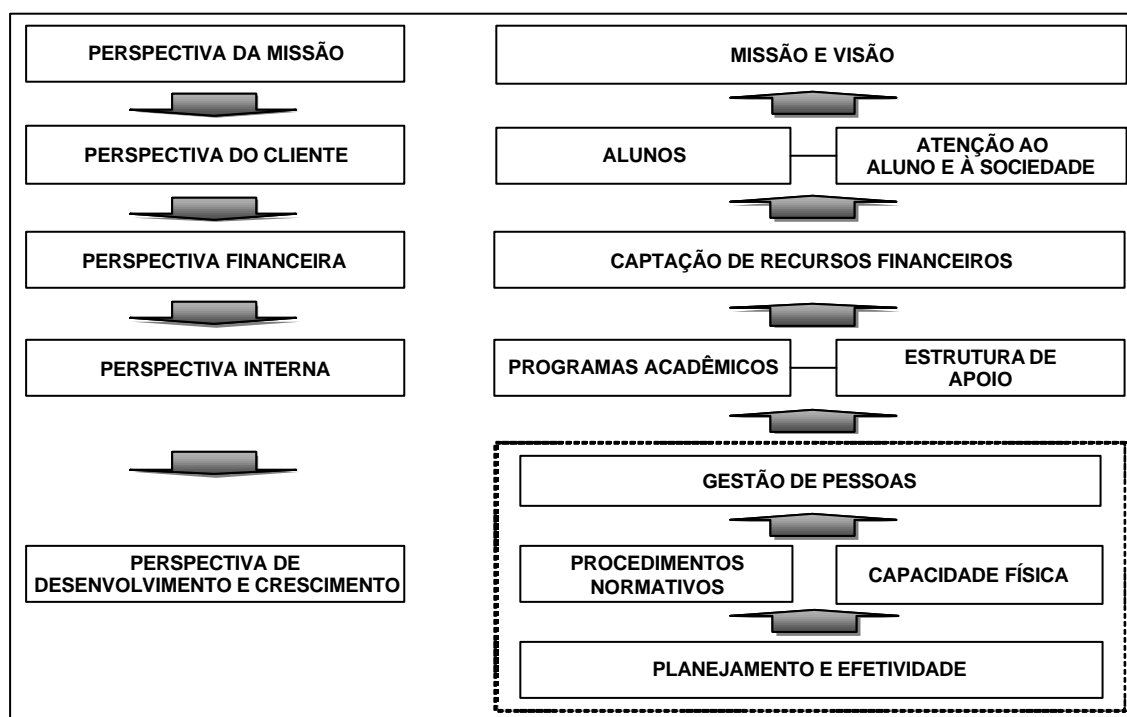 PERSPECTIVA DA MISSÃO
MISSÃO E VISÃO
PERSPECTIVA DO CLIENTE
ALUNOS
ATENÇÃO AO
ALUNO E À SOCIEDADE
PERSPECTIVA FINANCEIRA
CAPTAÇÃO DE RECURSOS FINANCEIROS
PERSPECTIVA INTERNA
PROGRAMAS ACADÊMICOS
ESTRUTURA DE
APOIO
GESTÃO DE PESSOAS
PERSPECTIVA DE
DESENVOLVIMENTO E CRESCIMENTO
PROCEDIMENTOS
NORMATIVOS
CAPACIDADE FÍSICA
PLANEJAMENTO E EFETIVIDADE